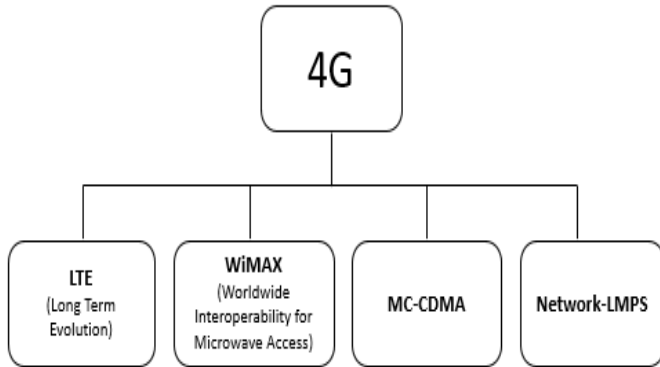 4G
LTE
(Long Term
Evolution)
WiMAX
(Worldwide
Interoperability for
Microwave Access)
MC-CDMA
Network-LMPS